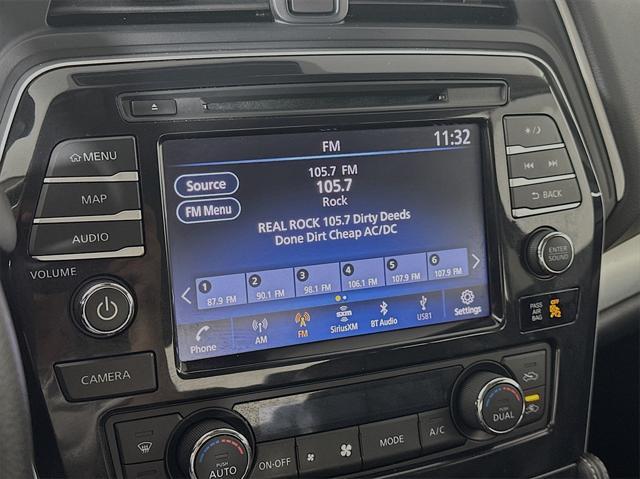 FM
11:32
MENU
MAP
AUDIO
VOLUME
CAMERA
Source
FM Menu
105.7 FM
105.7
Rock
REAL ROCK 105.7 Dirty Deeds
Done Dirt Cheap AC/DC
1 2 3 4 5 6
87.9 FM 90.1 FM 98.1 FM 106.1 FM 107.9 FM 107.9 FM
Phone AM FM SiriusXM BT Audio USB1 Settings
BACK
ENTER
SOUND
PASS
AIR
BAG
PUSH
AUTO
ON-OFF
MODE
A/C
PUSH
DUAL